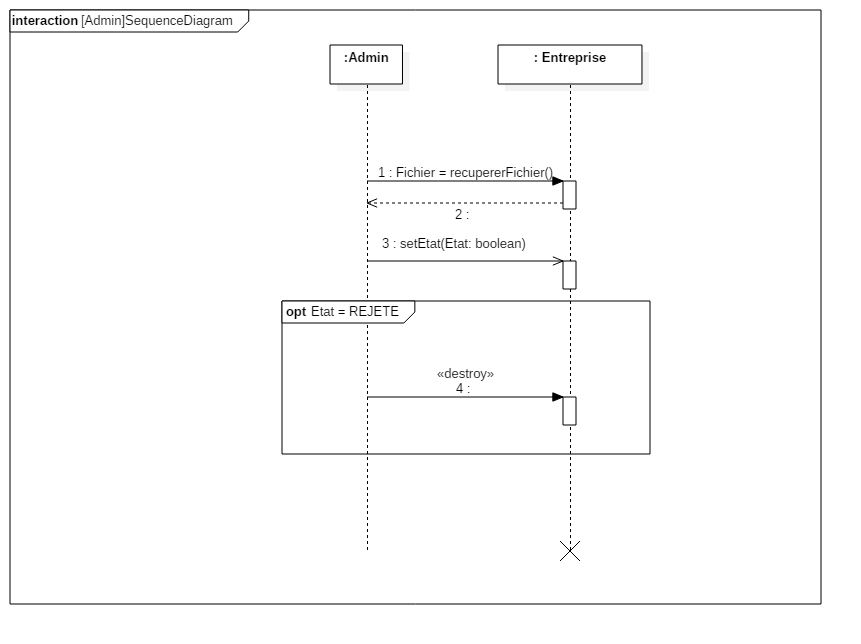 interaction [Admin]SequenceDiagram
:Admin
: Entreprise
1 : Fichier = recupererFichier()
2 :
3 : setEtat(Etat: boolean)
opt Etat = REJETE
«destroy»
4 :